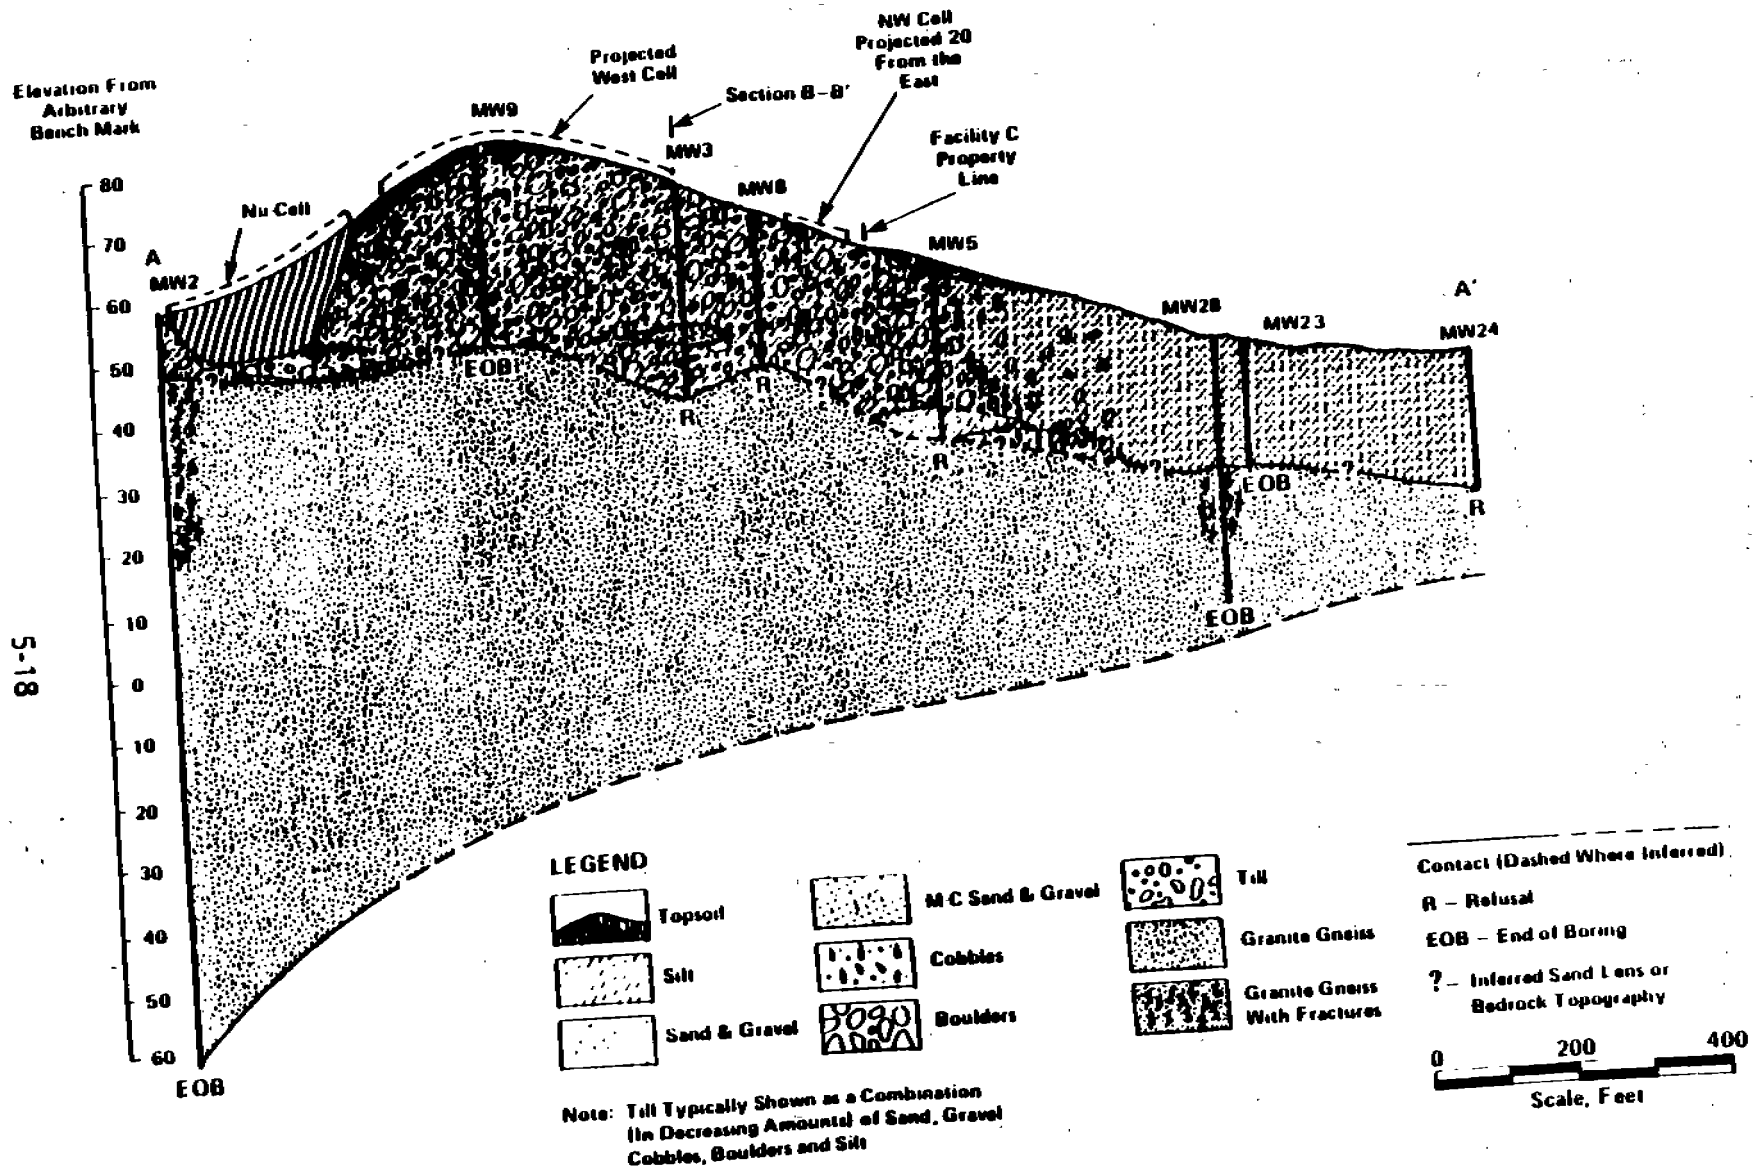 NW Cell
Projected 20
From the
East
Projected
West Cell
Elevation From
Arbitrary
Bench Mark
MW9
Section B-B'
MW3
Facility C
Property
Line
MW8
80
Nu-Cell
70
A
MW2
MW5
A'
60
MW28
MW23
MW24
50
?
EOB
R
R
?
40
R
?
?
?
30
EOB
R
20
10
EOB
5-18
0
10
20
30
40
50
60
EOB
LEGEND
Topsoil
Silt
Sand & Gravel
M-C Sand & Gravel
Cobbles
Boulders
Till
Granite Gneiss
Granite Gneiss
With Fractures
Contact (Dashed Where Inferred)
R - Refusal
EOB - End of Boring
? - Inferred Sand Lens or
Bedrock Topography
0 200 400
Scale, Feet
Note: Till Typically Shown as a Combination
(In Decreasing Amounts) of Sand, Gravel
Cobbles, Boulders and Silt